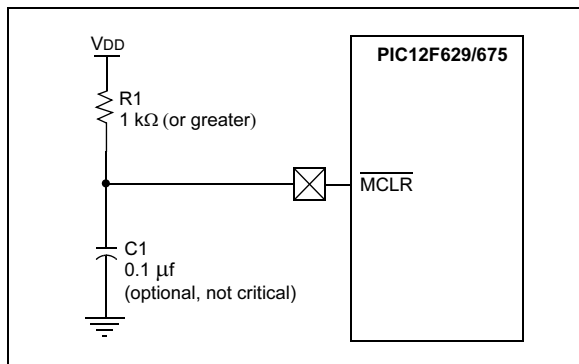 VDD
PIC12F629/675
R1
1 kΩ (or greater)
MCLR
C1
0.1 μf
(optional, not critical)